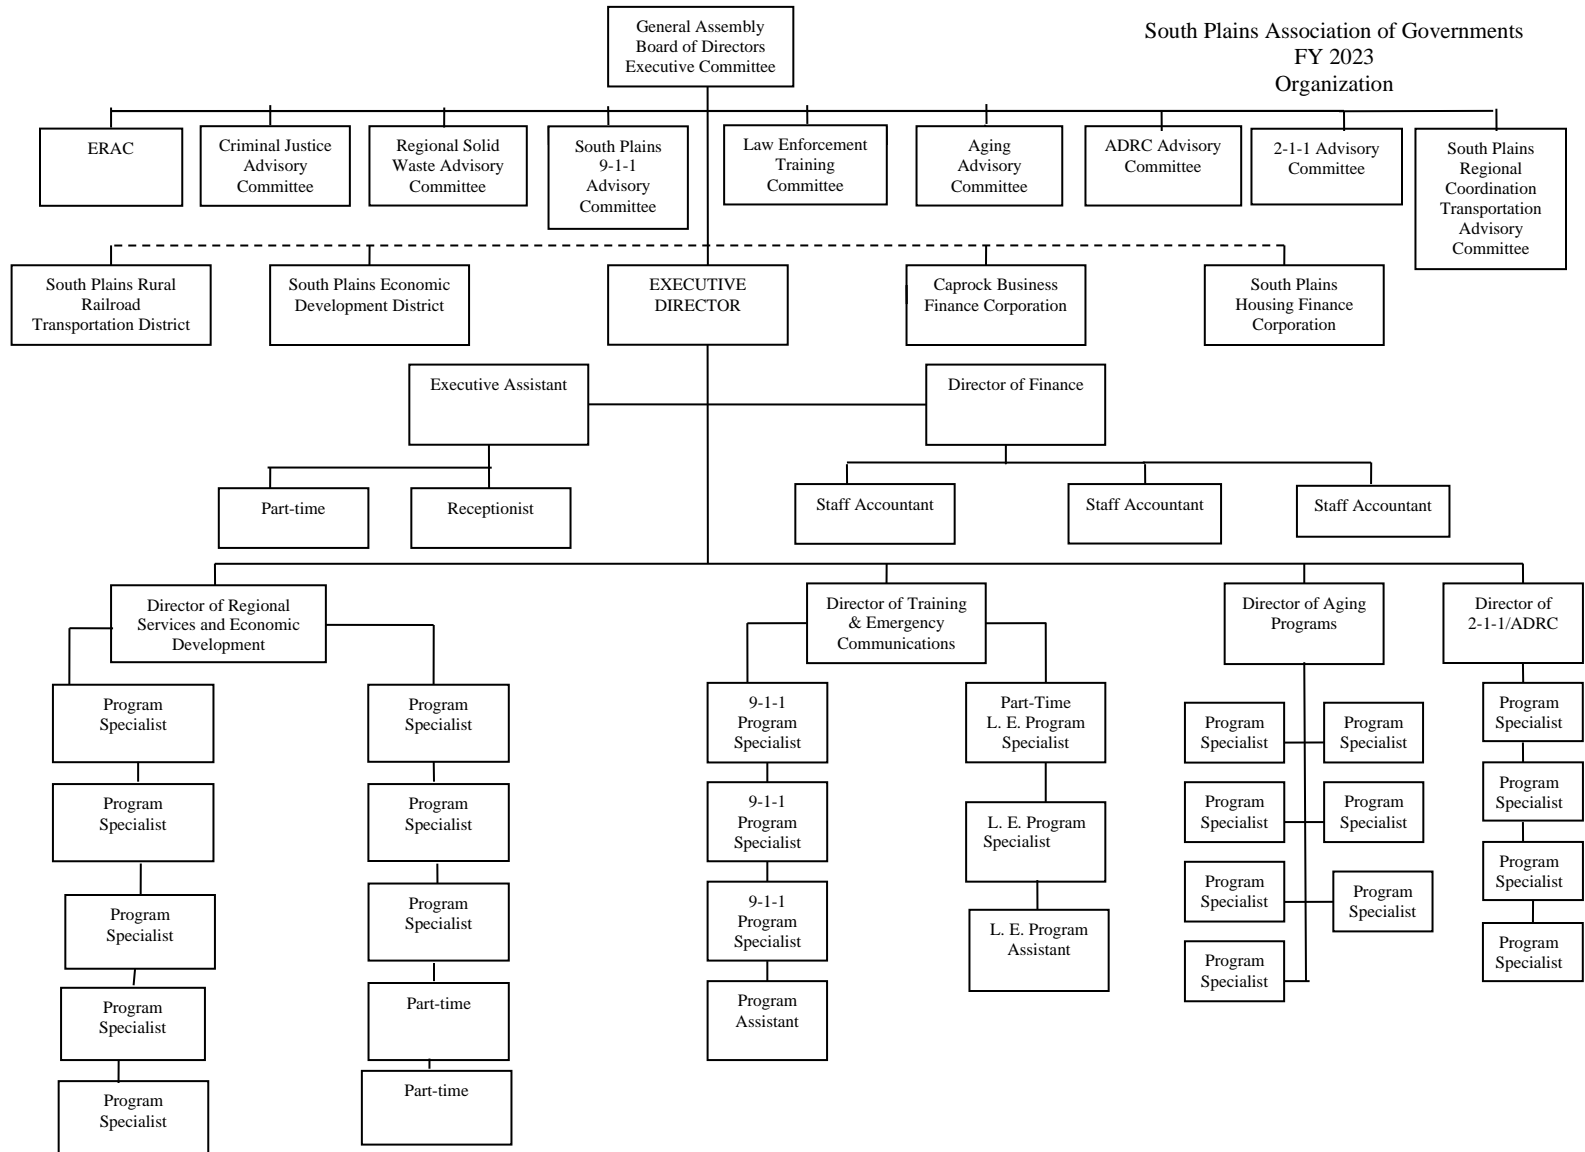 General Assembly
Board of Directors
Executive Committee
South Plains Association of Governments
FY 2023
Organization
ERAC
Criminal Justice
Advisory
Committee
Regional Solid
Waste Advisory
Committee
South Plains
9-1-1
Advisory
Committee
Law Enforcement
Training
Committee
Aging
Advisory
Committee
ADRC Advisory
Committee
2-1-1 Advisory
Committee
South Plains
Regional
Coordination
Transportation
Advisory
Committee
South Plains Rural
Railroad
Transportation District
South Plains Economic
Development District
EXECUTIVE
DIRECTOR
Caprock Business
Finance Corporation
South Plains
Housing Finance
Corporation
Executive Assistant
Director of Finance
Part-time
Receptionist
Staff Accountant
Staff Accountant
Staff Accountant
Director of Regional
Services and Economic
Development
Director of Training
& Emergency
Communications
Director of Aging
Programs
Director of
2-1-1/ADRC
Program
Specialist
Program
Specialist
Program
Specialist
Program
Specialist
Program
Specialist
Program
Specialist
Program
Specialist
Program
Specialist
Part-time
Part-time
9-1-1
Program
Specialist
9-1-1
Program
Specialist
9-1-1
Program
Specialist
Program
Assistant
Part-Time
L. E. Program
Specialist
L. E. Program
Specialist
L. E. Program
Assistant
Program
Specialist
Program
Specialist
Program
Specialist
Program
Specialist
Program
Specialist
Program
Specialist
Program
Specialist
Program
Specialist
Program
Specialist
Program
Specialist
Program
Specialist